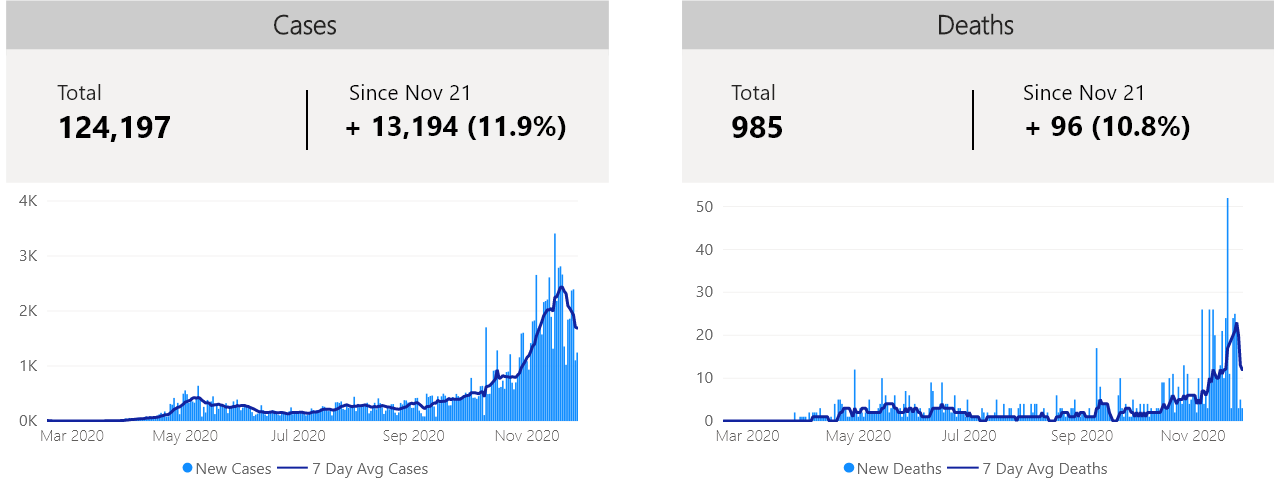 Cases
Total
124,197
Since Nov 21
+ 13,194 (11.9%)
4K
3K
2K
1K
0K
Mar 2020 May 2020 Jul 2020 Sep 2020 Nov 2020
New Cases 7 Day Avg Cases
Deaths
Total
985
Since Nov 21
+ 96 (10.8%)
50
40
30
20
10
0
Mar 2020 May 2020 Jul 2020 Sep 2020 Nov 2020
New Deaths 7 Day Avg Deaths